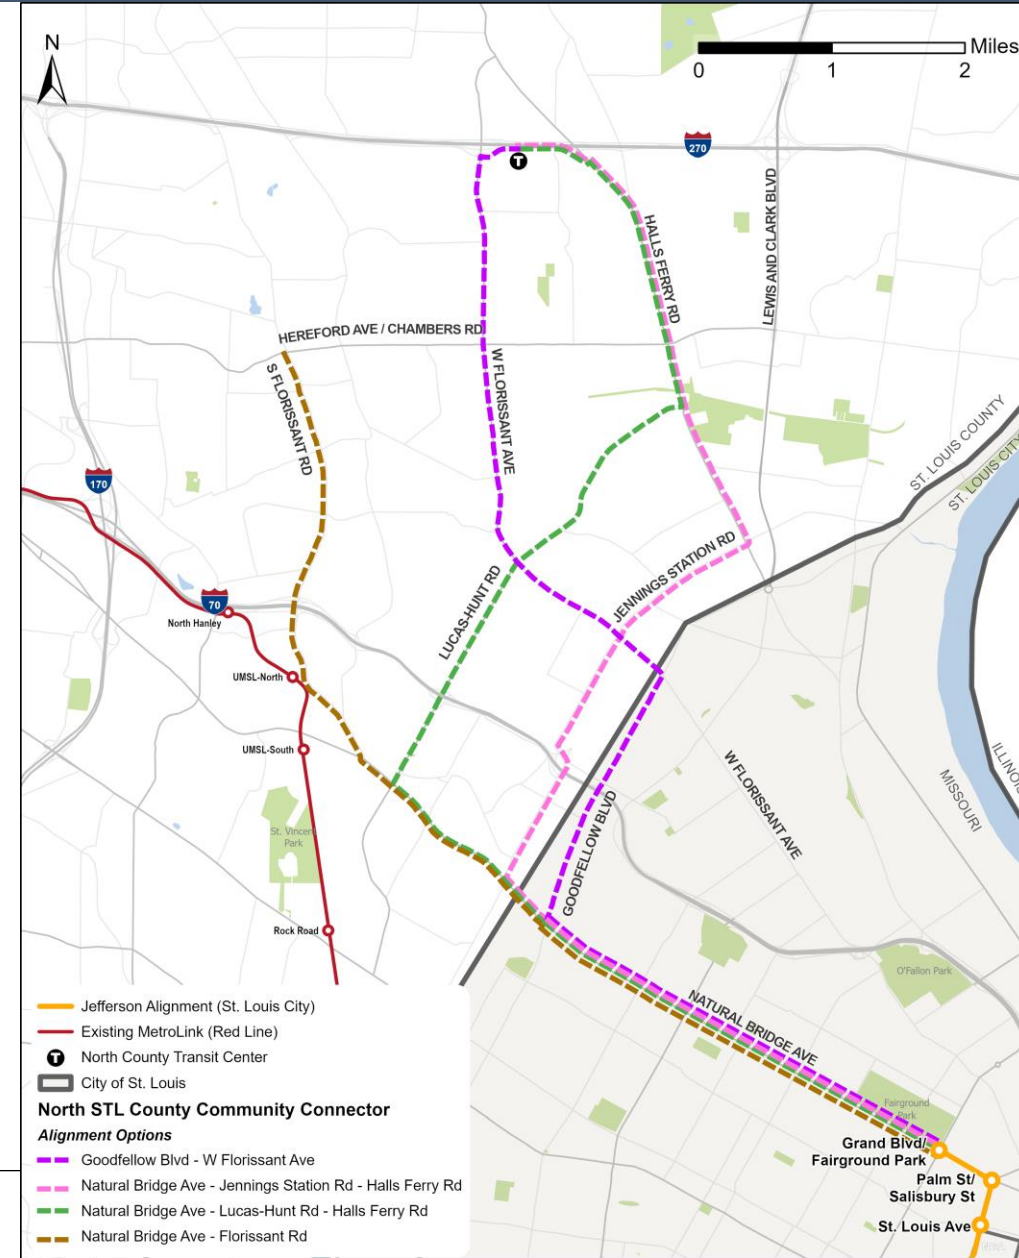 N
Miles
0 1 2
270
HALLS FERRY RD
LEWIS AND CLARK BLVD
HEREFORD AVE / CHAMBERS RD
S FLORISSANT RD
W FLORISSANT AVE
ST. LOUIS COUNTY
ST. LOUIS CITY
170
JENNINGS STATION RD
LUCAS-HUNT RD
70
North Hanley
UMSL-North
UMSL-South
W FLORISSANT AVE
ILLINOIS
MISSOURI
GOODFELLOW BLVD
St. Vincent
Park
Rock Road
O'Fallon Park
NATURAL BRIDGE AVE
Fairground
Park
Grand Blvd/
Fairground Park
Palm St/
Salisbury St
St. Louis Ave
Jefferson Alignment (St. Louis City)
Existing MetroLink (Red Line)
T North County Transit Center
City of St. Louis
North STL County Community Connector
Alignment Options
Goodfellow Blvd - W Florissant Ave
Natural Bridge Ave - Jennings Station Rd - Halls Ferry Rd
Natural Bridge Ave - Lucas-Hunt Rd - Halls Ferry Rd
Natural Bridge Ave - Florissant Rd